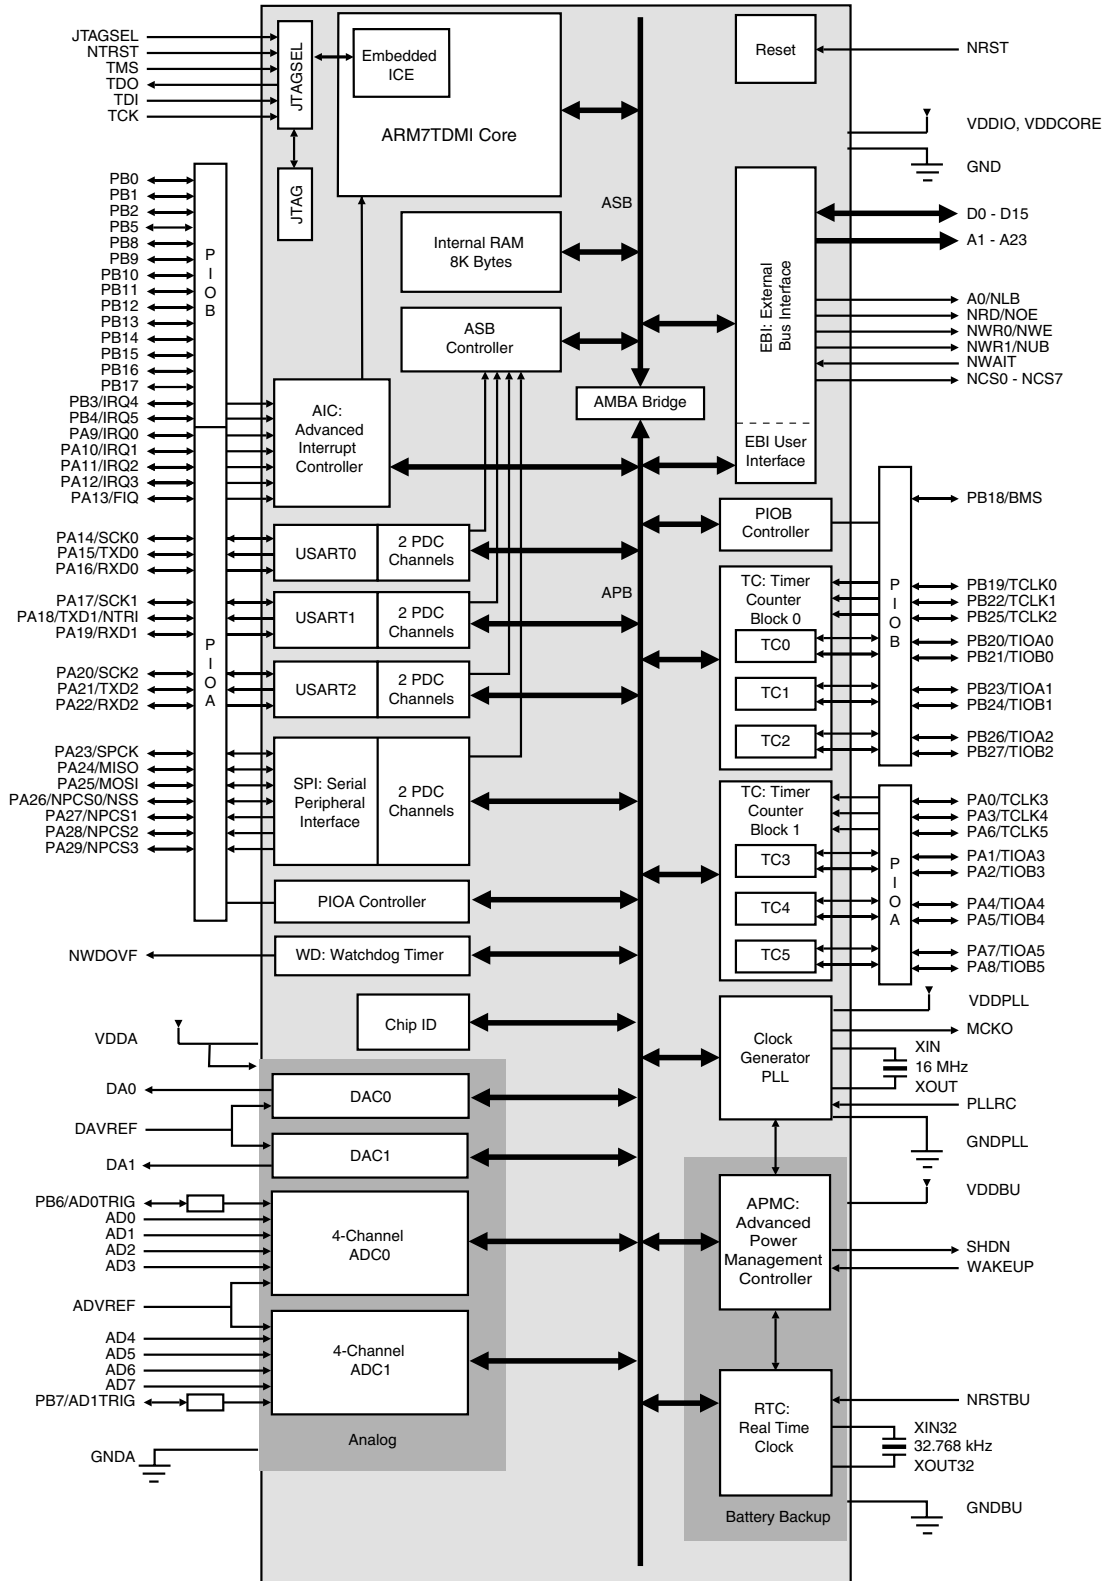 JTAGSEL
NTRST
TMS
TDO
TDI
TCK
JTAGSEL
JTAG
Embedded
ICE
ARM7TDMI Core
Reset
NRST
VDDIO, VDDCORE
GND
ASB
Internal RAM
8K Bytes
ASB
Controller
EBI: External
Bus Interface
EBI User
Interface
D0 - D15
A1 - A23
A0/NLB
NRD/NOE
NWR0/NWE
NWR1/NUB
NWAIT
NCS0 - NCS7
AMBA Bridge
PB0
PB1
PB2
PB5
PB8
PB9
PB10
PB11
PB12
PB13
PB14
PB15
PB16
PB17
PB3/IRQ4
PB4/IRQ5
PA9/IRQ0
PA10/IRQ1
PA11/IRQ2
PA12/IRQ3
PA13/FIQ
PIOB
AIC:
Advanced
Interrupt
Controller
PA14/SCK0
PA15/TXD0
PA16/RXD0
USART0
2 PDC
Channels
PA17/SCK1
PA18/TXD1/NTRI
PA19/RXD1
USART1
2 PDC
Channels
PA20/SCK2
PA21/TXD2
PA22/RXD2
USART2
2 PDC
Channels
PIOA
PA23/SPCK
PA24/MISO
PA25/MOSI
PA26/NPCS0/NSS
PA27/NPCS1
PA28/NPCS2
PA29/NPCS3
SPI: Serial
Peripheral
Interface
2 PDC
Channels
PIOA Controller
NWDOVF
WD: Watchdog Timer
Chip ID
APB
PIOB
Controller
PB18/BMS
TC: Timer
Counter
Block 0
TC0
TC1
TC2
PIOB
PB19/TCLK0
PB22/TCLK1
PB25/TCLK2
PB20/TIOA0
PB21/TIOB0
PB23/TIOA1
PB24/TIOB1
PB26/TIOA2
PB27/TIOB2
TC: Timer
Counter
Block 1
TC3
TC4
TC5
PIOA
PA0/TCLK3
PA3/TCLK4
PA6/TCLK5
PA1/TIOA3
PA2/TIOB3
PA4/TIOA4
PA5/TIOB4
PA7/TIOA5
PA8/TIOB5
VDDA
DA0
DAVREF
DA1
DAC0
DAC1
PB6/AD0TRIG
AD0
AD1
AD2
AD3
4-Channel
ADC0
ADVREF
AD4
AD5
AD6
AD7
PB7/AD1TRIG
4-Channel
ADC1
Analog
GNDA
Clock
Generator
PLL
VDDPLL
MCKO
XIN
16 MHz
XOUT
PLLRC
GNDPLL
APMC:
Advanced
Power
Management
Controller
VDDBU
SHDN
WAKEUP
RTC:
Real Time
Clock
NRSTBU
XIN32
32.768 kHz
XOUT32
Battery Backup
GNDBU